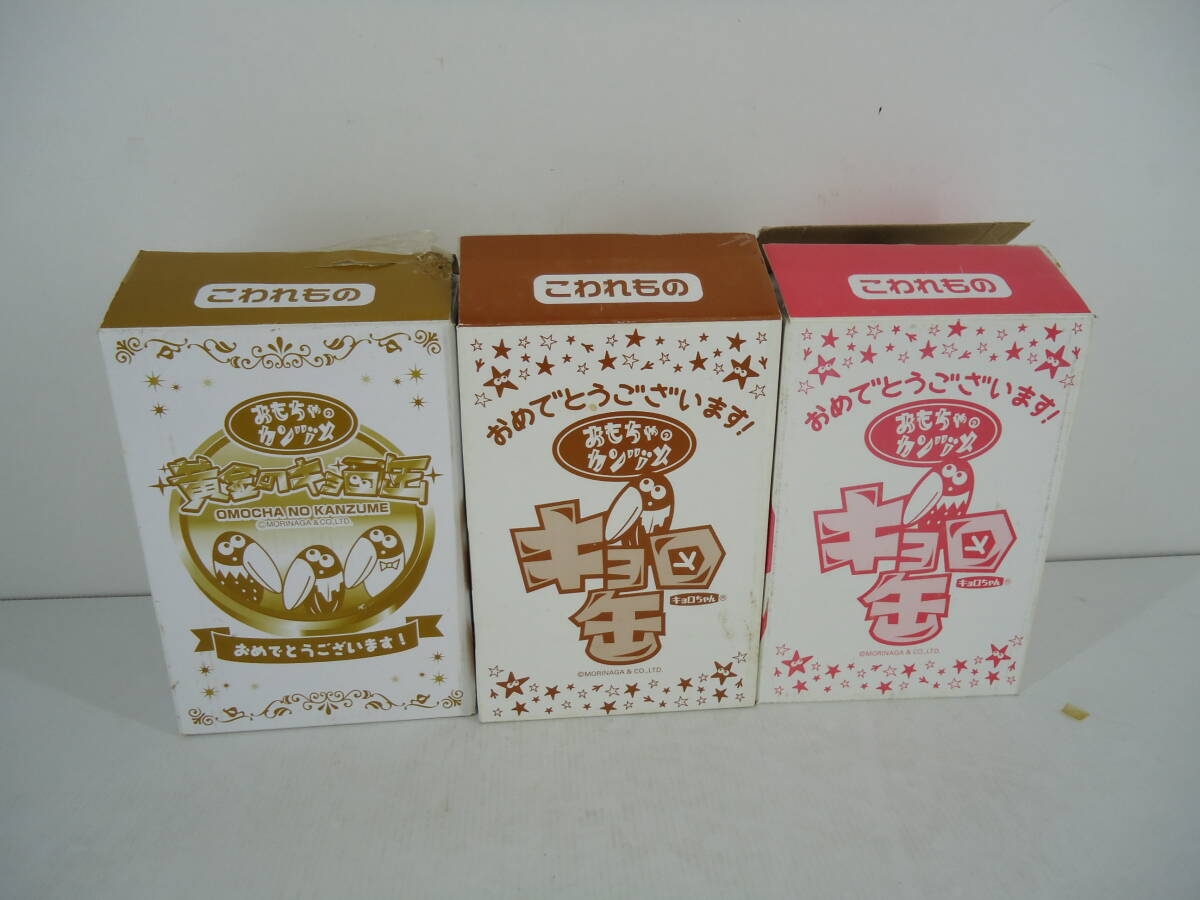 こわれもの
おもちゃの
カンヅメ
黄金のキョロ缶
OMOCHA NO KANZUME
©MORINAGA & CO.,LTD.
おめでとうございます!
こわれもの
おめでとうございます!
おもちゃの
カンヅメ
キョロ
缶
キョロちゃん®
©MORINAGA & CO., LTD.
こわれもの
おめでとうございます!
おもちゃの
カンヅメ
キョロ
缶
キョロちゃん®
©MORINAGA & CO.,LTD.